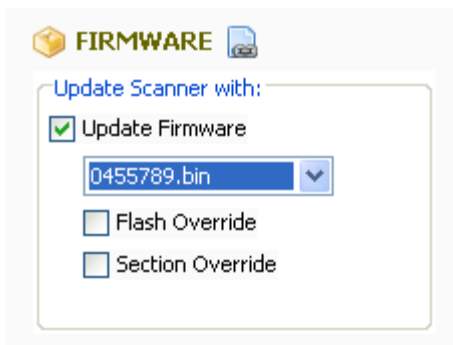 FIRMWARE
Update Scanner with:
Update Firmware
0455789.bin
Flash Override
Section Override